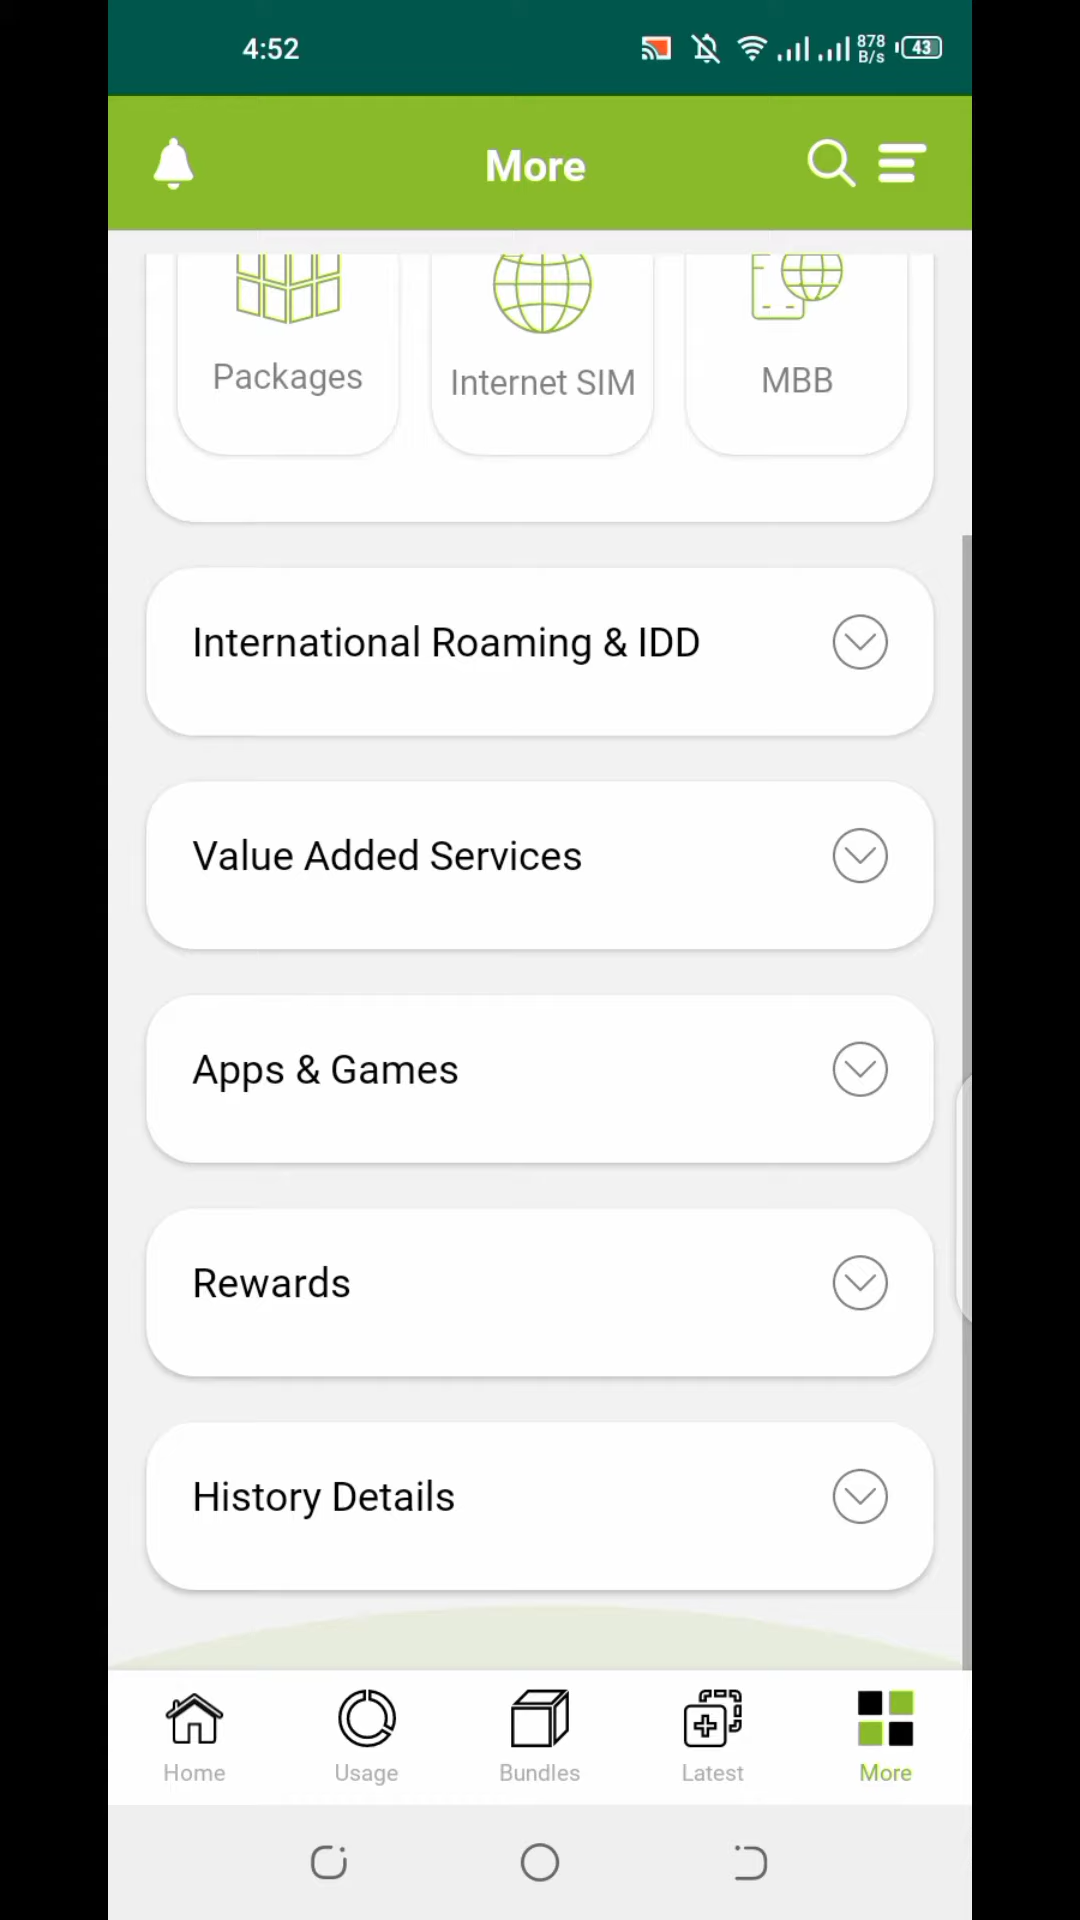 4:52
878
B/s
43
More
Packages
Internet SIM
MBB
International Roaming & IDD
Value Added Services
Apps & Games
Rewards
History Details
Home
Usage
Bundles
Latest
More